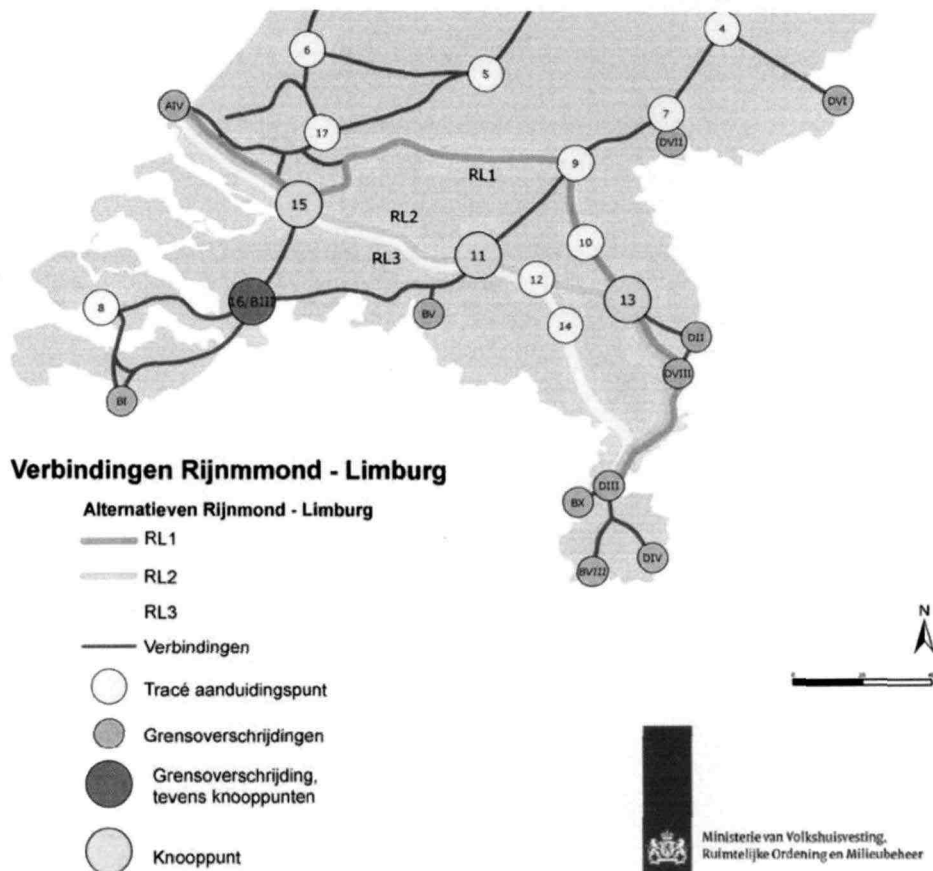 4
6
5
AIV
DVI
7
17
DVII
9
RL1
15
RL2
10
RL3
11
12
13
16/BIII
8
BV
14
DII
DVIII
BI
Verbindingen Rijnmmond - Limburg
DIII
BX
Alternatieven Rijnmond - Limburg
RL1
DIV
BVIII
RL2
RL3
N
Verbindingen
Tracé aanduidingspunt
Grensoverschrijdingen
Grensoverschrijding,
tevens knooppunten
Knooppunt
Ministerie van Volkshuisvesting,
Ruimtelijke Ordening en Milieubeheer